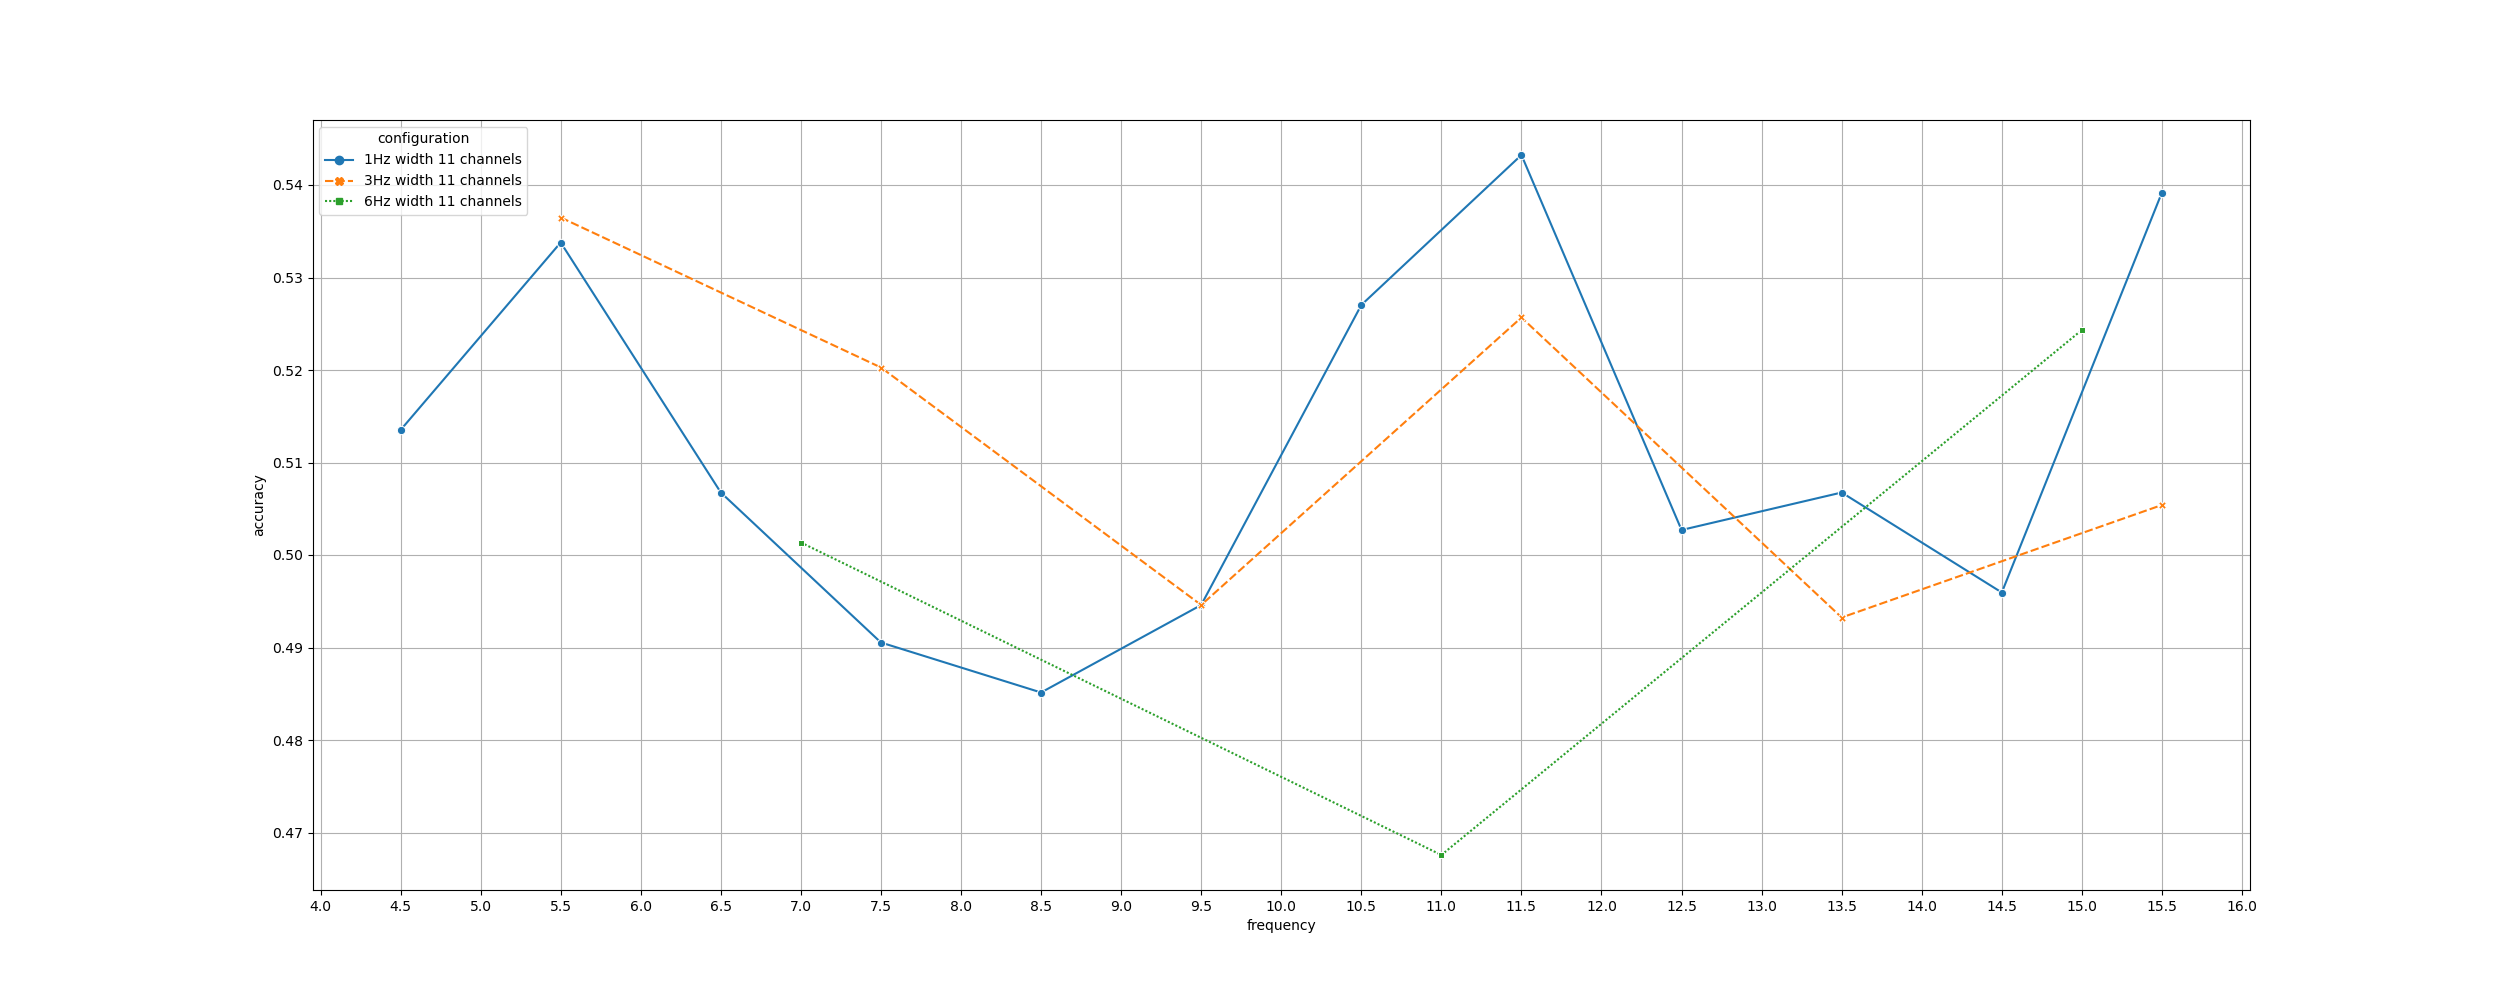 configuration
1Hz width 11 channels
3Hz width 11 channels
6Hz width 11 channels
0.54
0.53
0.52
0.51
0.50
0.49
0.48
0.47
accuracy
4.0 4.5 5.0 5.5 6.0 6.5 7.0 7.5 8.0 8.5 9.0 9.5 10.0 10.5 11.0 11.5 12.0 12.5 13.0 13.5 14.0 14.5 15.0 15.5 16.0
frequency